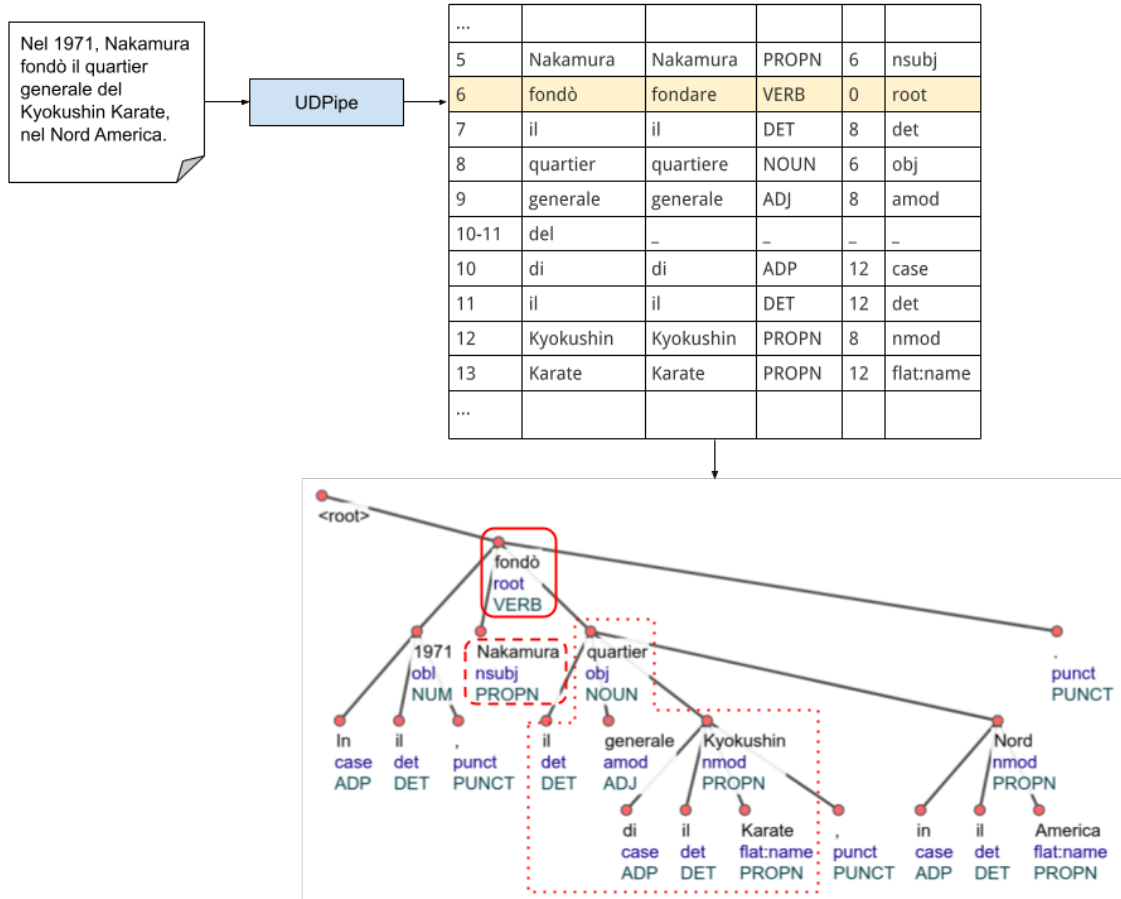 Nel 1971, Nakamura
fondò il quartier
generale del
Kyokushin Karate,
nel Nord America.
UDPipe
...
5 Nakamura Nakamura PROPN 6 nsubj
6 fondò fondare VERB 0 root
7 il il DET 8 det
8 quartier quartiere NOUN 6 obj
9 generale generale ADJ 8 amod
10-11 del _ _ _ _
10 di di ADP 12 case
11 il il DET 12 det
12 Kyokushin Kyokushin PROPN 8 nmod
13 Karate Karate PROPN 12 flat:name
...
<root>
fondò
root
VERB
1971 Nakamura quartier .
obl nsubj obj punct
NUM PROPN NOUN PUNCT
In il , il generale Kyokushin Nord
case det punct det amod nmod nmod
ADP DET PUNCT DET ADJ PROPN PROPN
di il Karate , in il America
case det flat:name punct case det flat:name
ADP DET PROPN PUNCT ADP DET PROPN